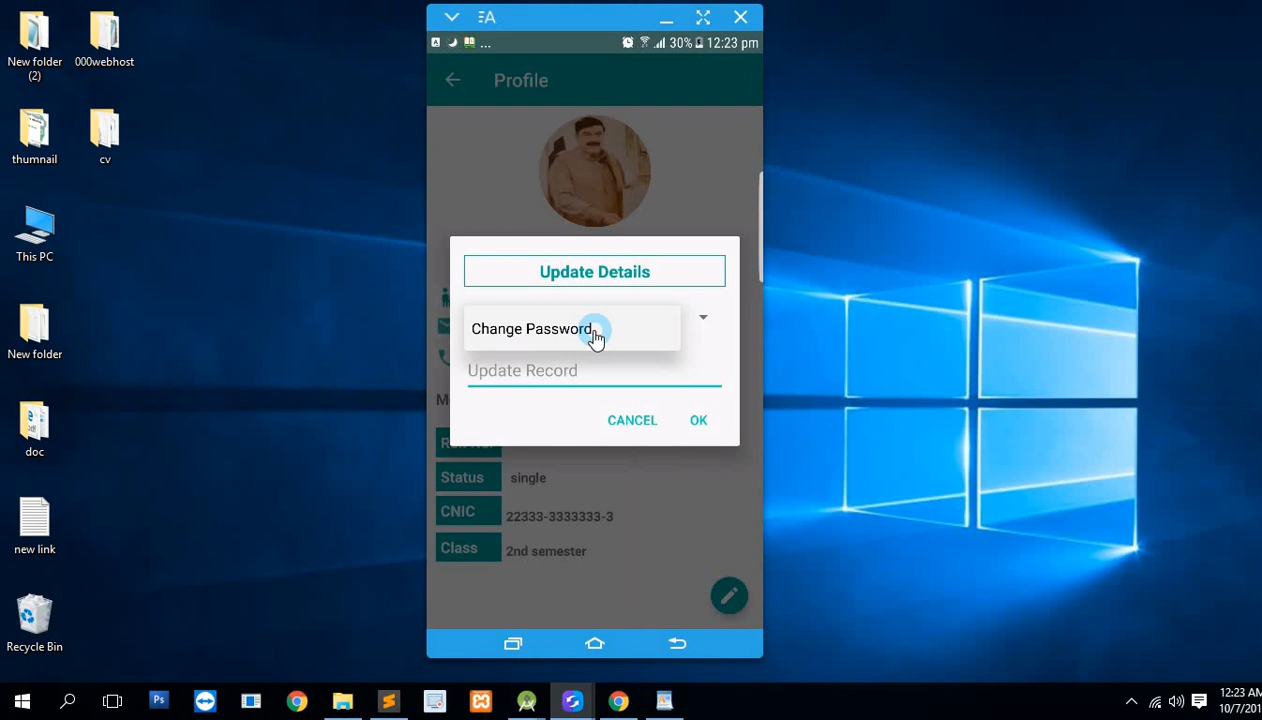 New folder
(2)
000webhost
thumnail
cv
This PC
New folder
doc
new link
Recycle Bin
A
... 30% 12:23 pm
Profile
Update Details
Change Password
Update Record
CANCEL OK
Status single
CNIC 22333-3333333-3
Class 2nd semester
Ps
12:23 AM
10/7/201